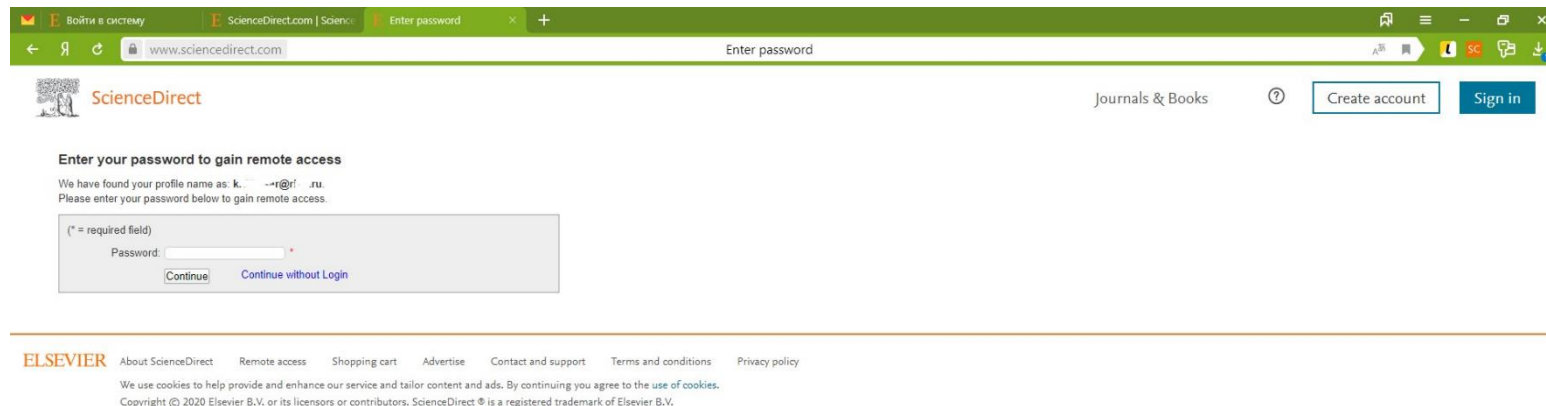 Войти в систему ScienceDirect.com | Science Enter password
www.sciencedirect.com Enter password
ScienceDirect Journals & Books Create account Sign in
Enter your password to gain remote access
We have found your profile name as:
Please enter your password below to gain remote access.
(* = required field)
Password: *
Continue Continue without Login
ELSEVIER About ScienceDirect Remote access Shopping cart Advertise Contact and support Terms and conditions Privacy policy
We use cookies to help provide and enhance our service and tailor content and ads. By continuing you agree to the use of cookies.
Copyright © 2020 Elsevier B.V. or its licensors or contributors. ScienceDirect ® is a registered trademark of Elsevier B.V.